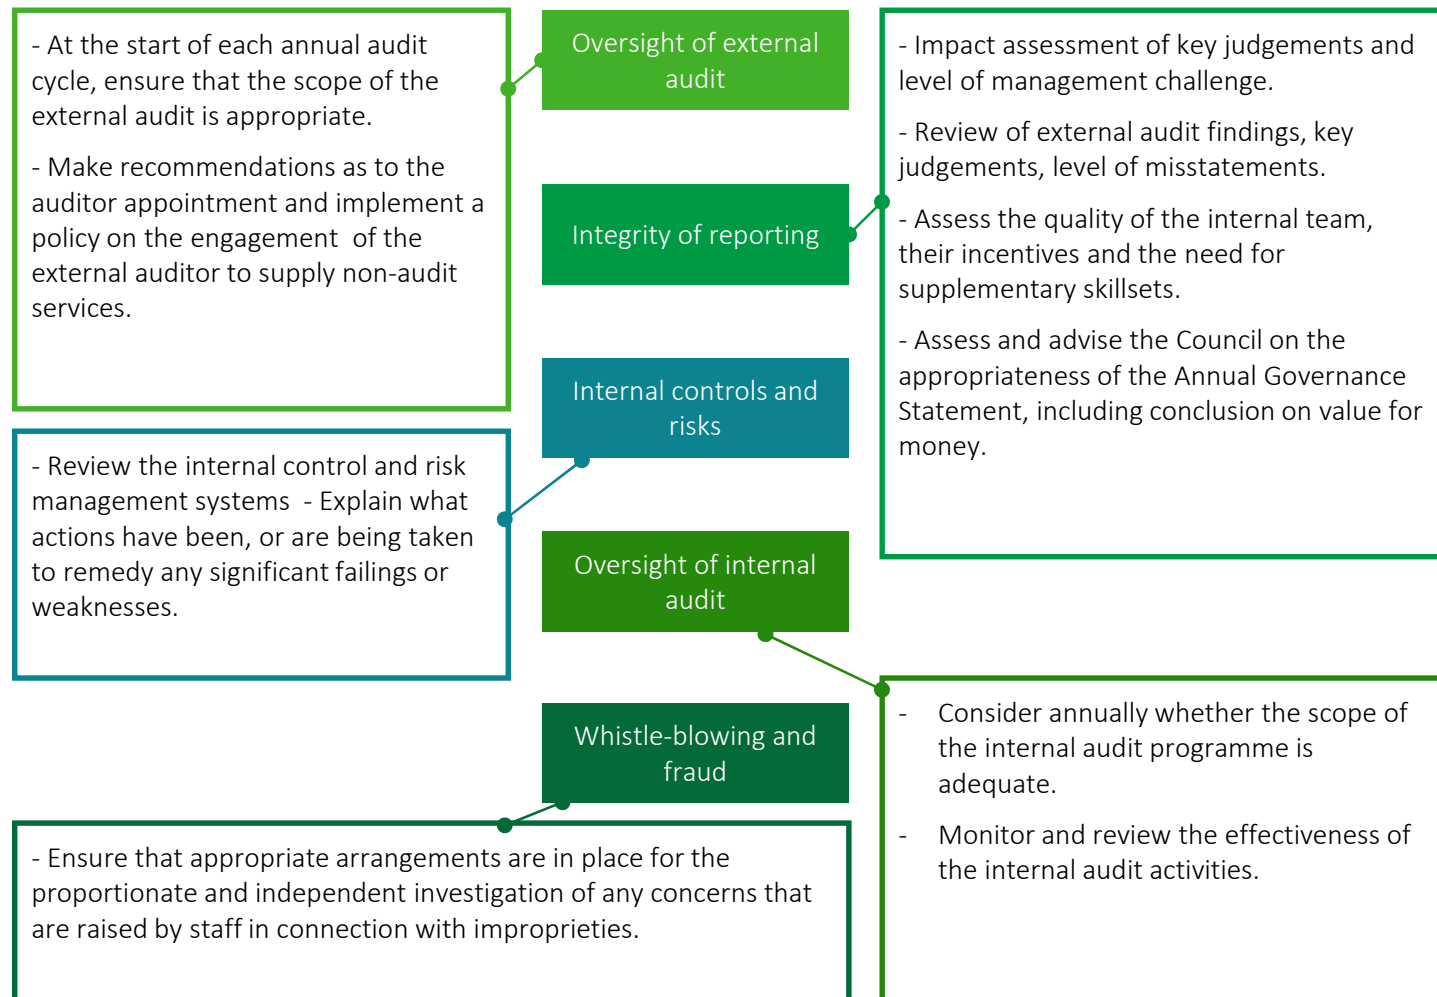 Oversight of external
audit
- At the start of each annual audit
cycle, ensure that the scope of the
external audit is appropriate.
- Make recommendations as to the
auditor appointment and implement a
policy on the engagement  of the
external auditor to supply non-audit
services.
Integrity of reporting
- Impact assessment of key judgements and
level of management challenge.
- Review of external audit findings, key
judgements, level of misstatements.
- Assess the quality of the internal team,
their incentives and the need for
supplementary skillsets.
- Assess and advise the Council on the
appropriateness of the Annual Governance
Statement, including conclusion on value for
money.
Internal controls and
risks
- Review the internal control and risk
management systems  - Explain what
actions have been, or are being taken
to remedy any significant failings or
weaknesses.
Oversight of internal
audit
- Consider annually whether the scope of
the internal audit programme is
adequate.
- Monitor and review the effectiveness of
the internal audit activities.
Whistle-blowing and
fraud
- Ensure that appropriate arrangements are in place for the
proportionate and independent investigation of any concerns that
are raised by staff in connection with improprieties.